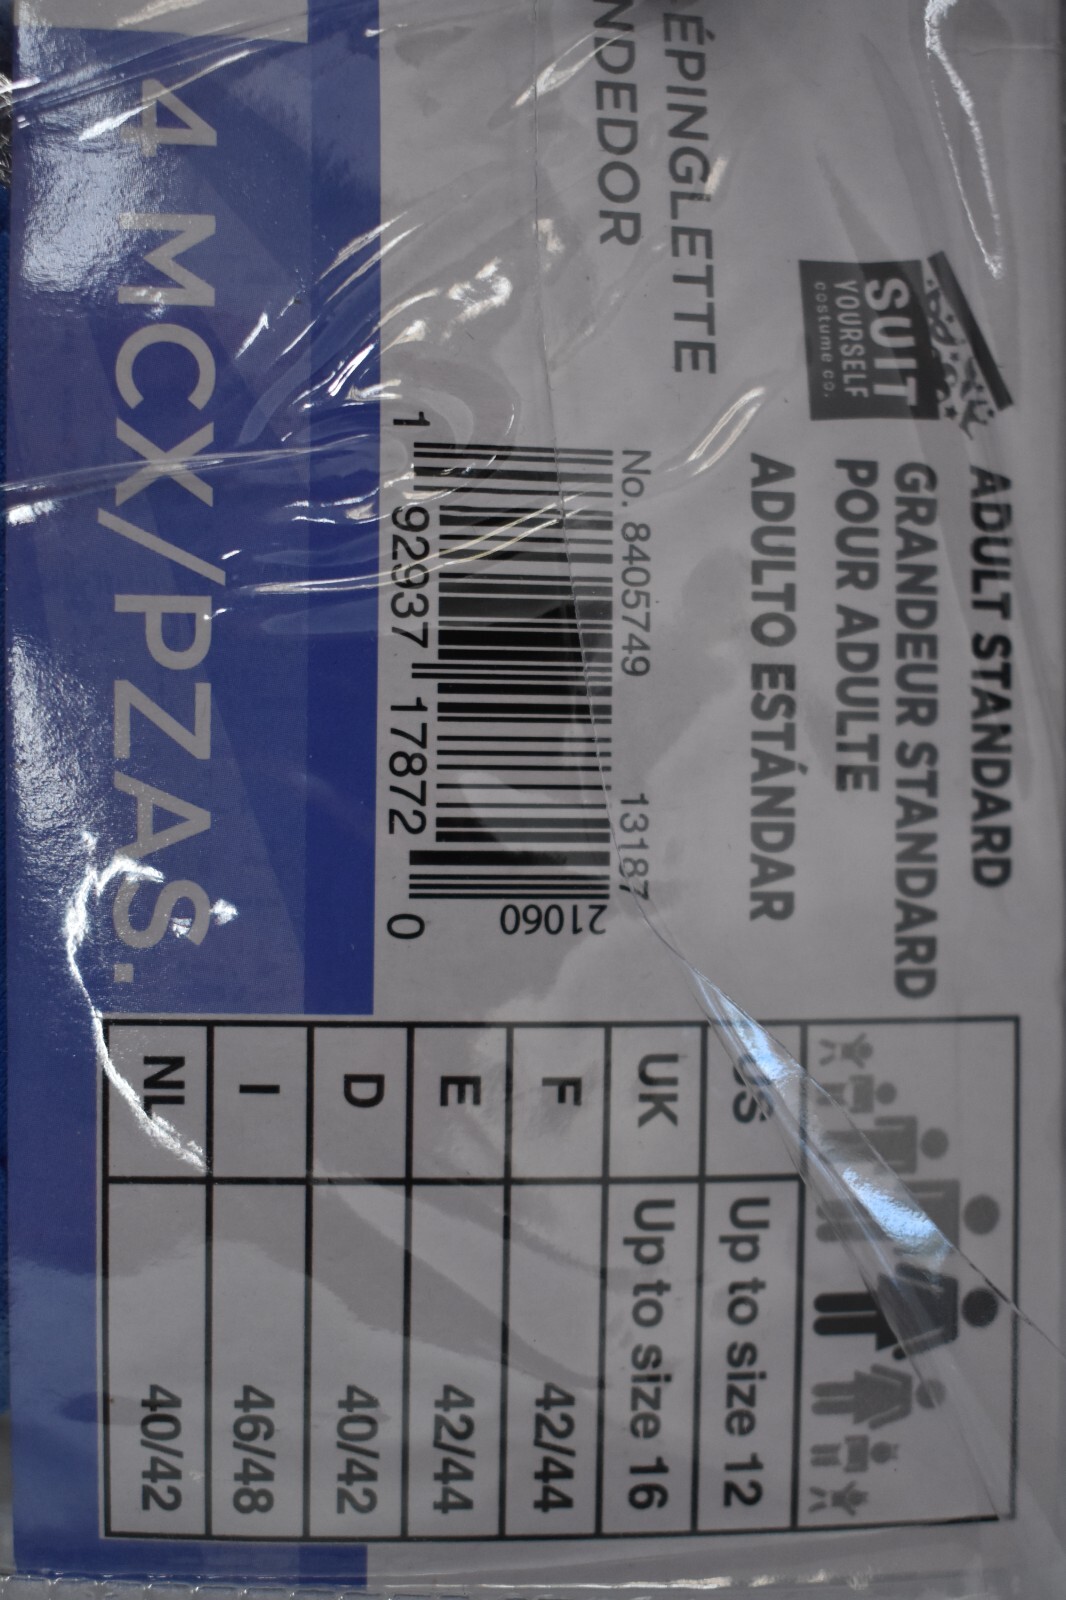 ÉPINGLETTE
NDEDOR
SUIT
YOURSELF
costume co.
ADULT STANDARD
GRANDEUR STANDARD
POUR ADULTE
ADULTO ESTÁNDAR
No. 8405749 13187
21060
1 92937 17872 0
4 MCX/PZAS.
US Up to size 12
UK Up to size 16
F 42/44
E 42/44
D 40/42
I 46/48
NL 40/42